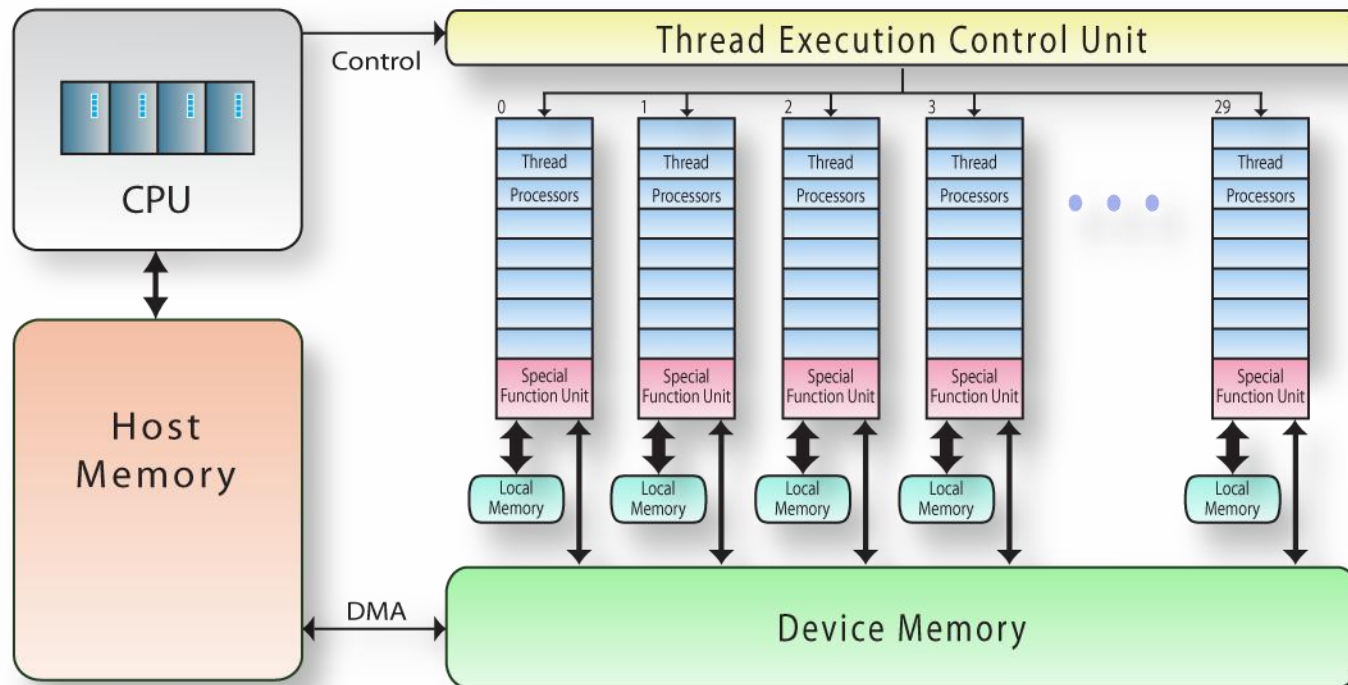 Thread Execution Control Unit
Control
CPU
0
1
2
3
29
Thread
Processors
Thread
Processors
Thread
Processors
Thread
Processors
Thread
Processors
Special
Function Unit
Special
Function Unit
Special
Function Unit
Special
Function Unit
Special
Function Unit
Local
Memory
Local
Memory
Local
Memory
Local
Memory
Local
Memory
Host
Memory
DMA
Device Memory